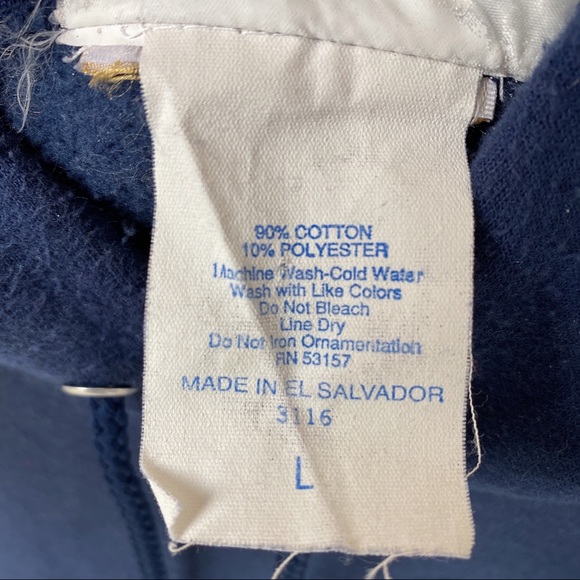 90% COTTON
10% POLYESTER
Machine Wash-Cold Water
Wash with Like Colors
Do Not Bleach
Line Dry
Do Not Iron Ornamentation
RN 53157
MADE IN EL SALVADOR
3116
L